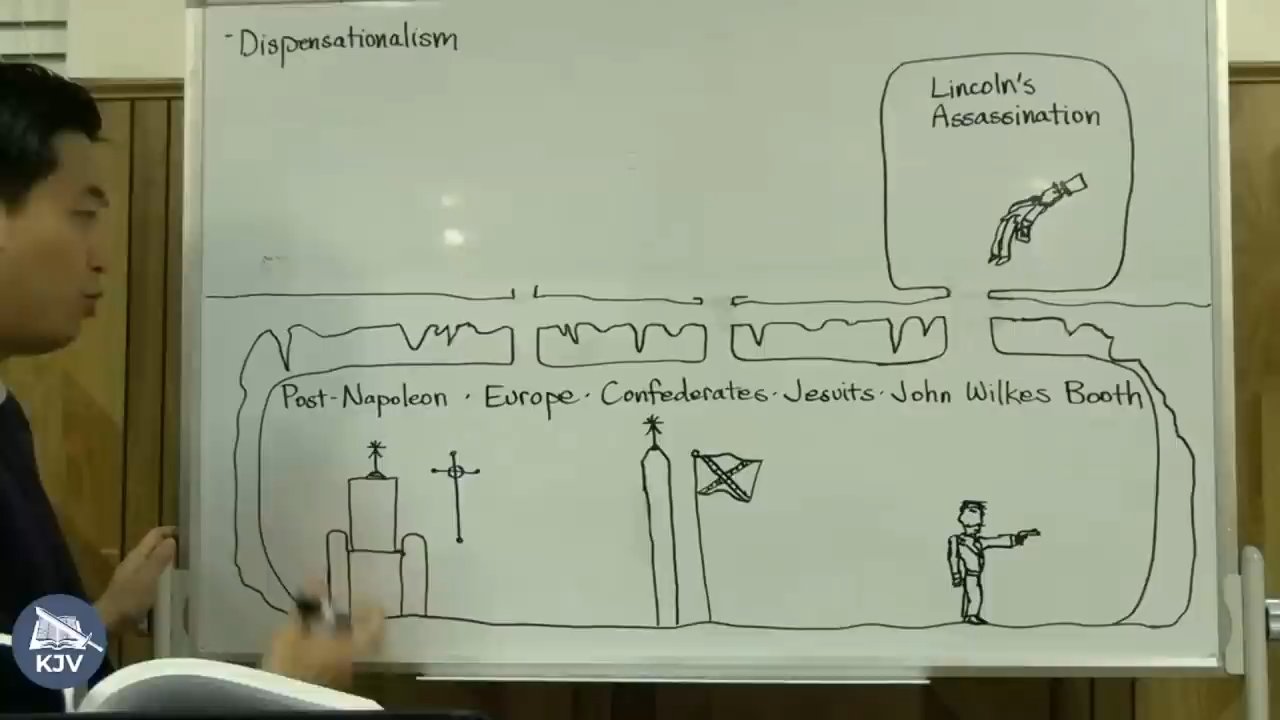 - Dispensationalism
Lincoln's
Assassination
Post-Napoleon · Europe · Confederates · Jesuits · John Wilkes Booth
KJV